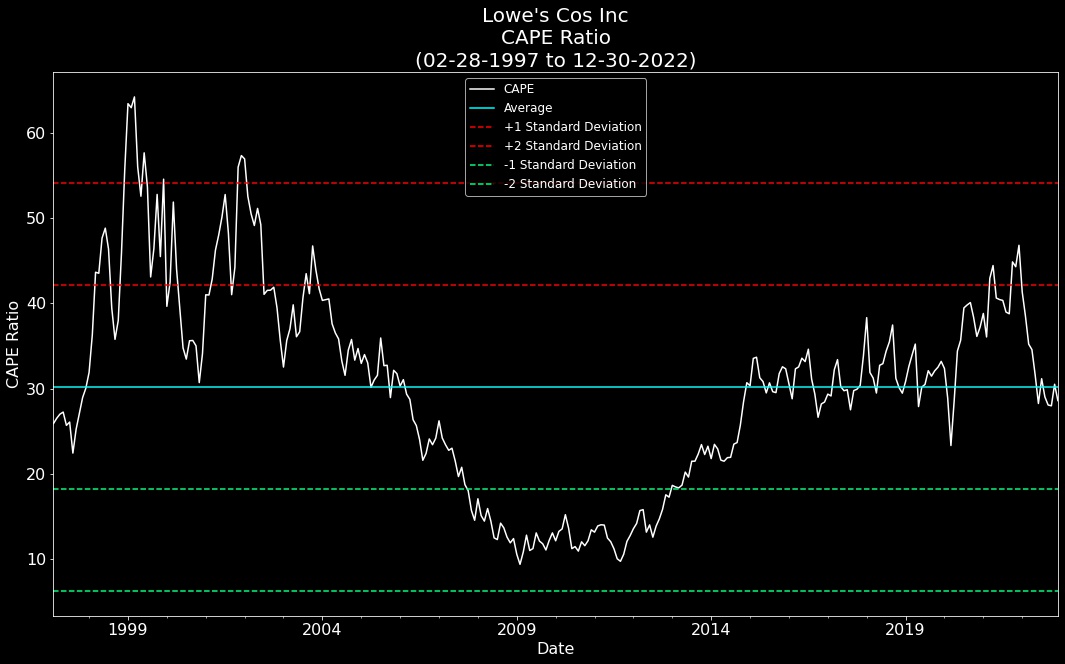 Lowe's Cos Inc
CAPE Ratio
(02-28-1997 to 12-30-2022)
CAPE
Average
+1 Standard Deviation
+2 Standard Deviation
-1 Standard Deviation
-2 Standard Deviation
CAPE Ratio
60
50
40
30
20
10
1999 2004 2009 2014 2019
Date